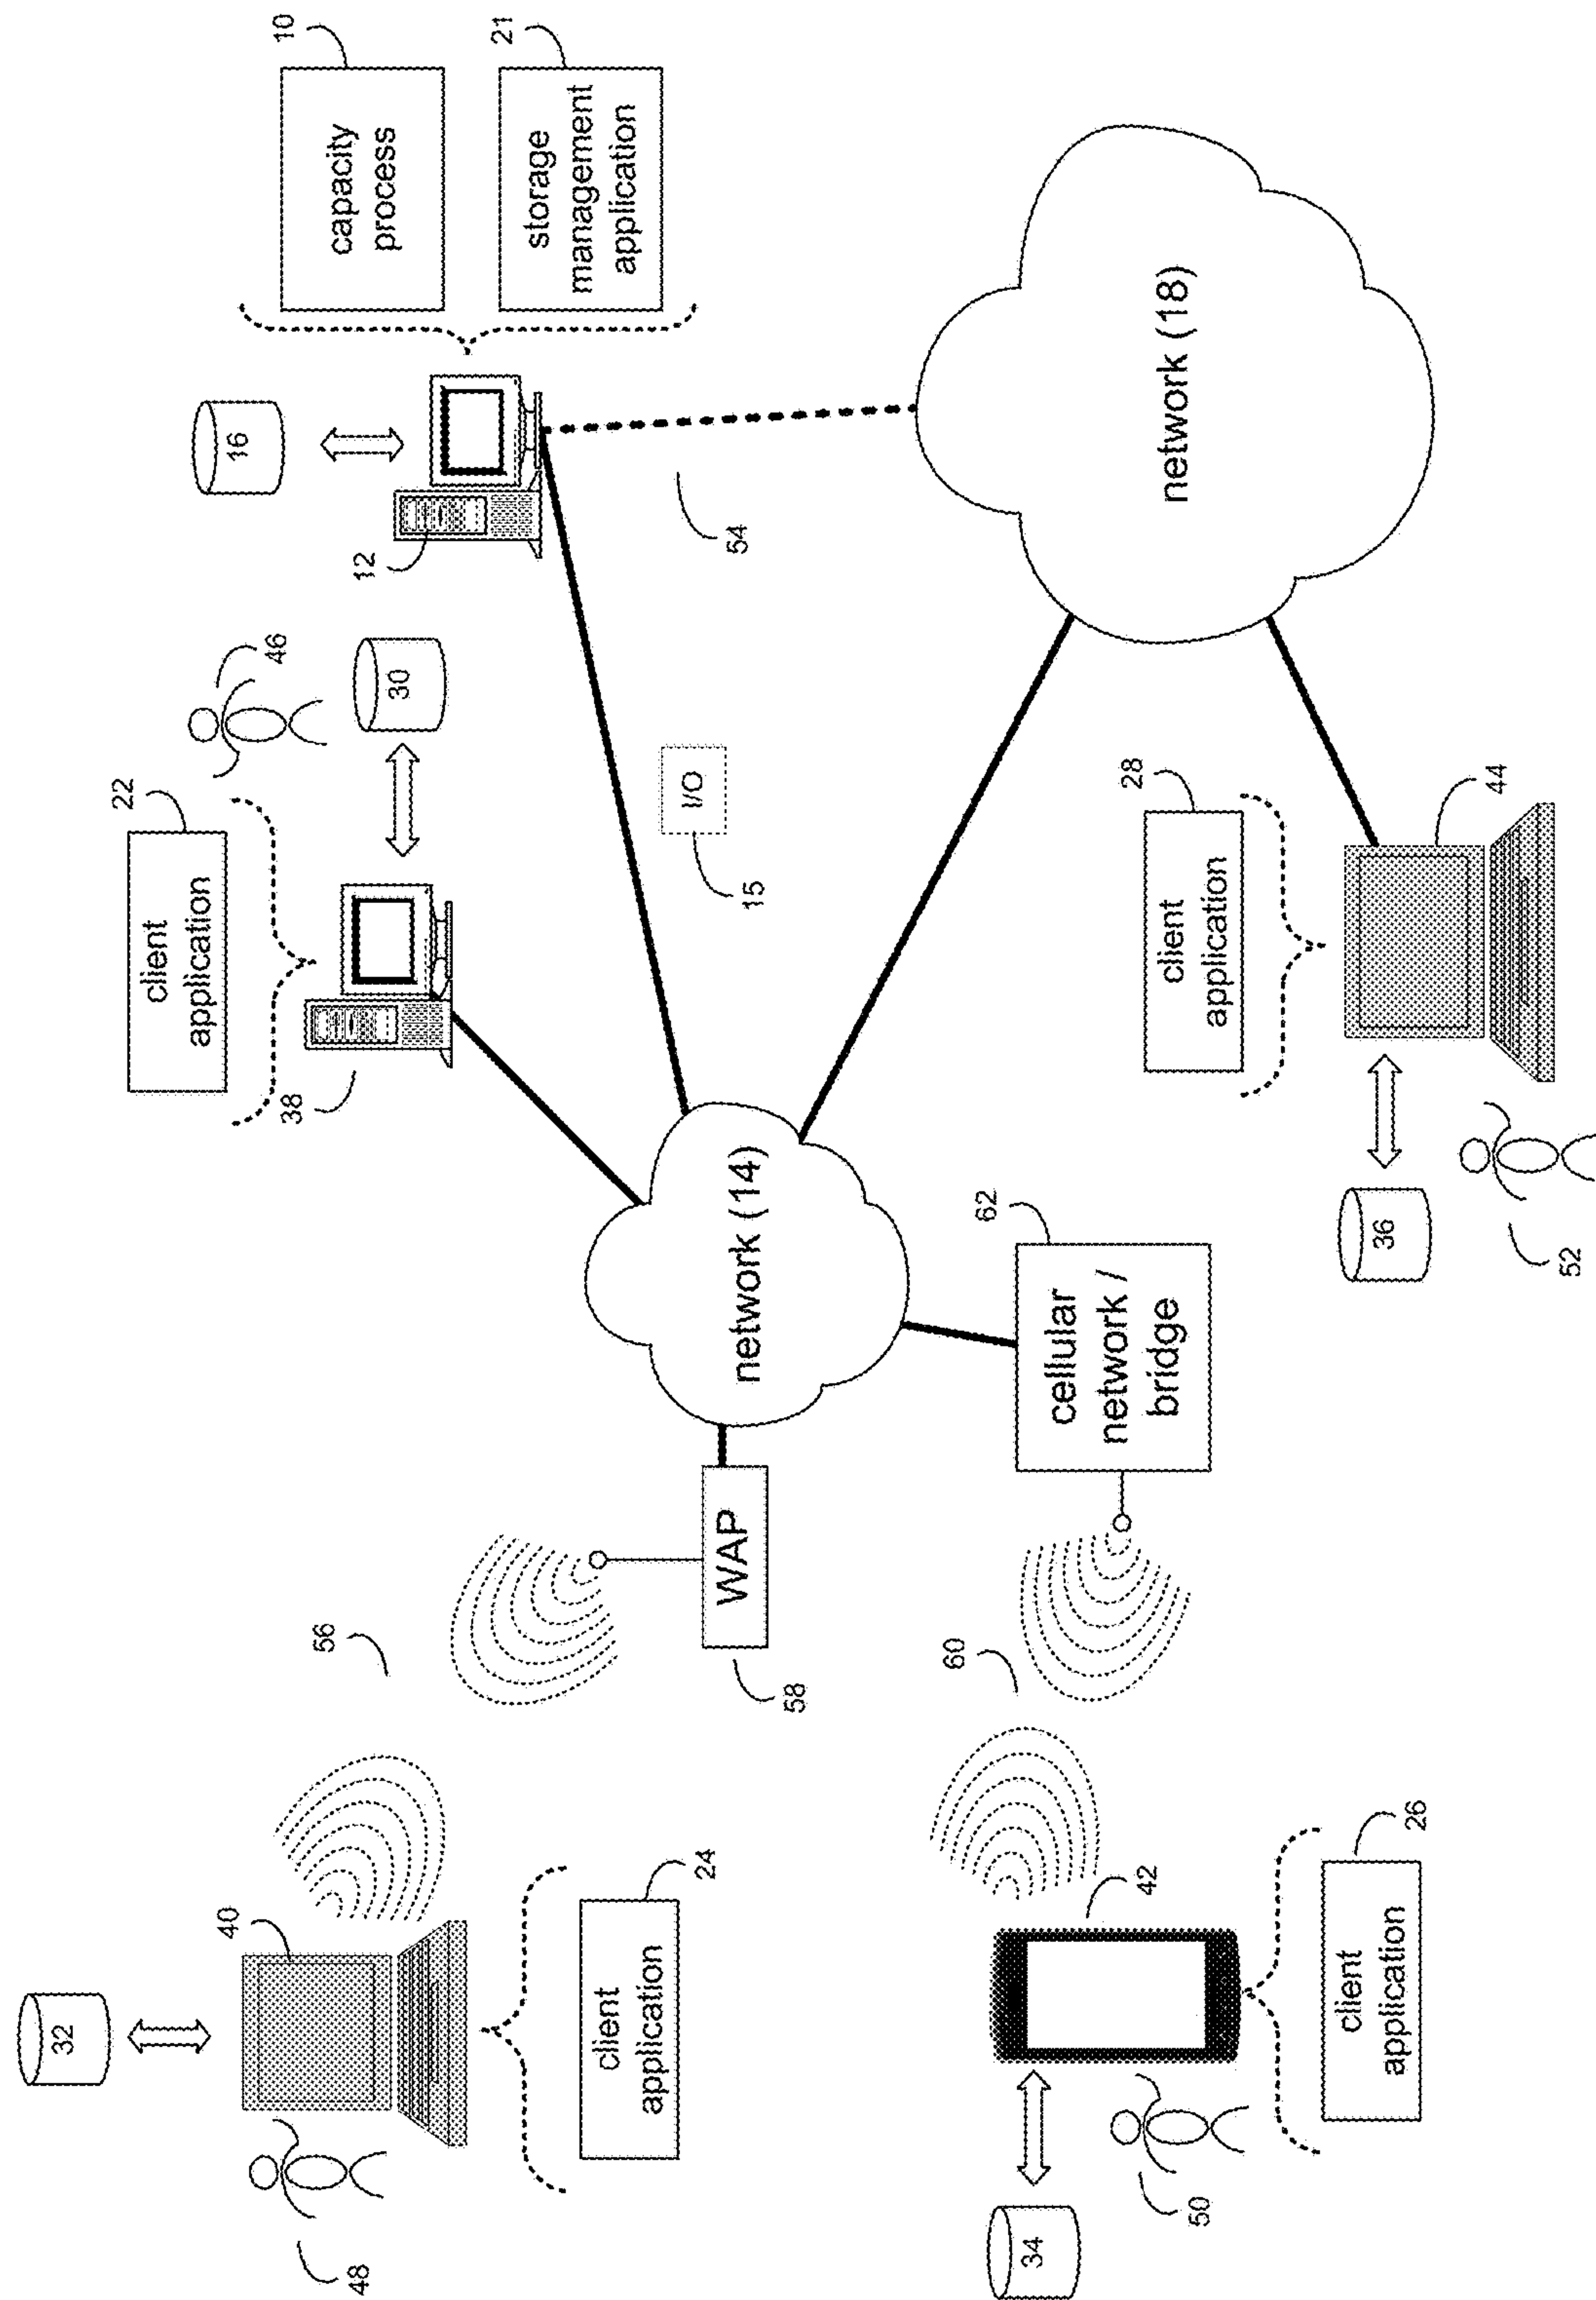 32
22
client
application
40
16
46
10
38
56
48
capacity
process
12
30
21
storage
management
application
client
application
24
I/O
54
15
WAP
network (14)
58
60
62
34
cellular
network /
bridge
28
42
client
application
network (18)
50
client
application
36
26
44
52